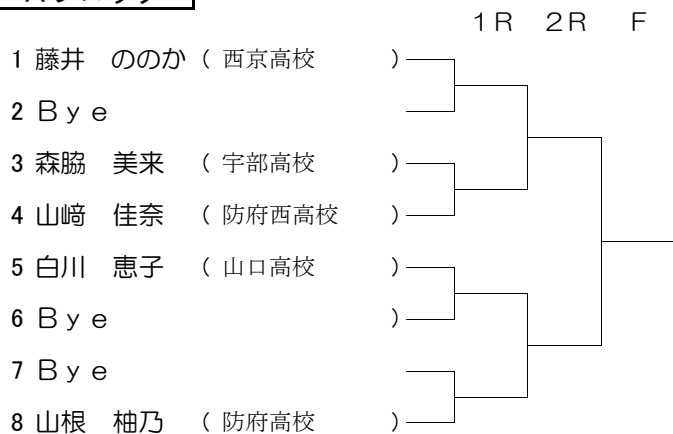 １Ｒ　２Ｒ　Ｆ
1 藤井　ののか（ 西京高校　）
2 Ｂｙｅ
3 森脇　美来　（ 宇部高校　）
4 山﨑　佳奈　（ 防府西高校　）
5 白川　恵子　（ 山口高校　）
6 Ｂｙｅ　）
7 Ｂｙｅ
8 山根　柚乃　（ 防府高校　）